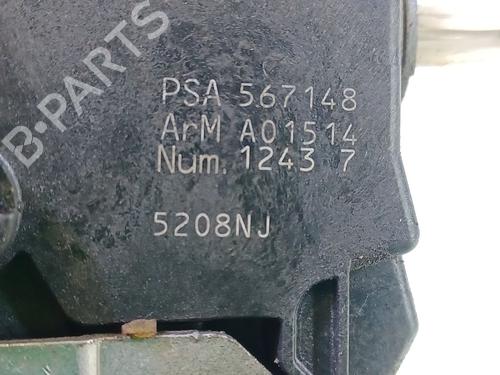 B-PARTS
PSA 567148
ArM A01514
Num. 1243 7
5208NJ